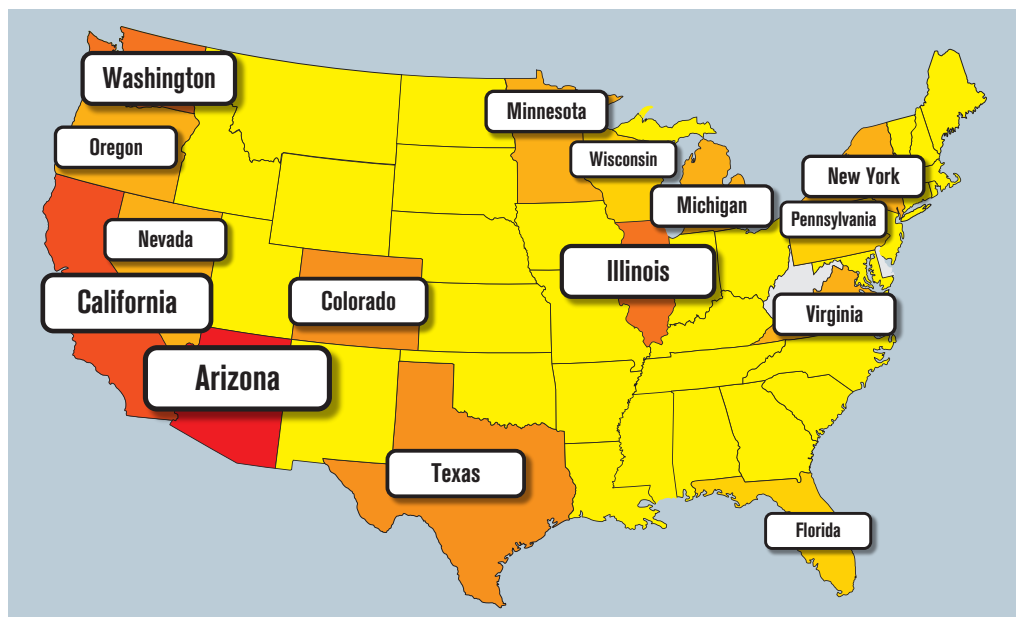 Washington
Minnesota
Oregon
Wisconsin
New York
Michigan
Pennsylvania
Nevada
Illinois
California
Colorado
Virginia
Arizona
Texas
Florida